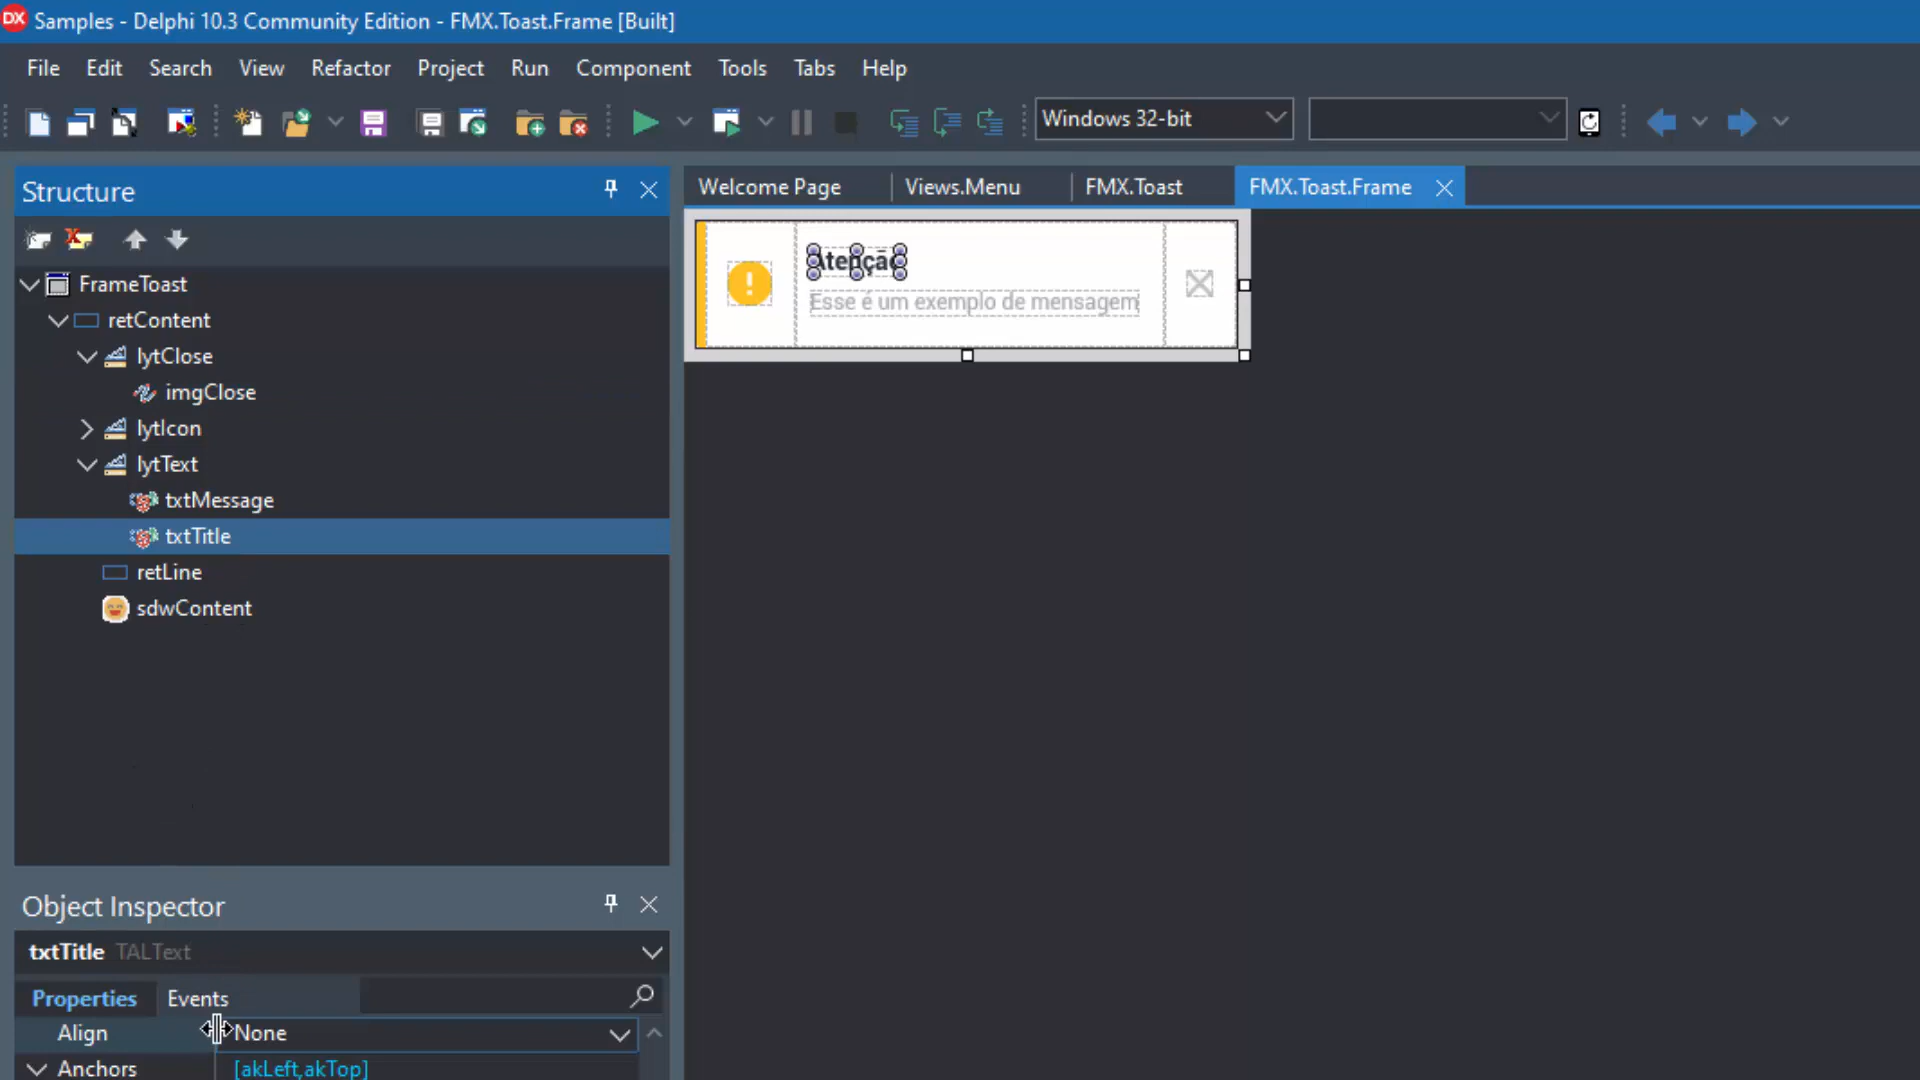 DX Samples - Delphi 10.3 Community Edition - FMX.Toast.Frame [Built]
File Edit Search View Refactor Project Run Component Tools Tabs Help
Windows 32-bit
Structure
Welcome Page Views.Menu FMX.Toast FMX.Toast.Frame
FrameToast
retContent
lytClose
imgClose
lytIcon
lytText
txtMessage
txtTitle
retLine
sdwContent
Atenção
Esse é um exemplo de mensagem
Object Inspector
txtTitle TALText
Properties Events
Align None
Anchors [akLeft,akTop]